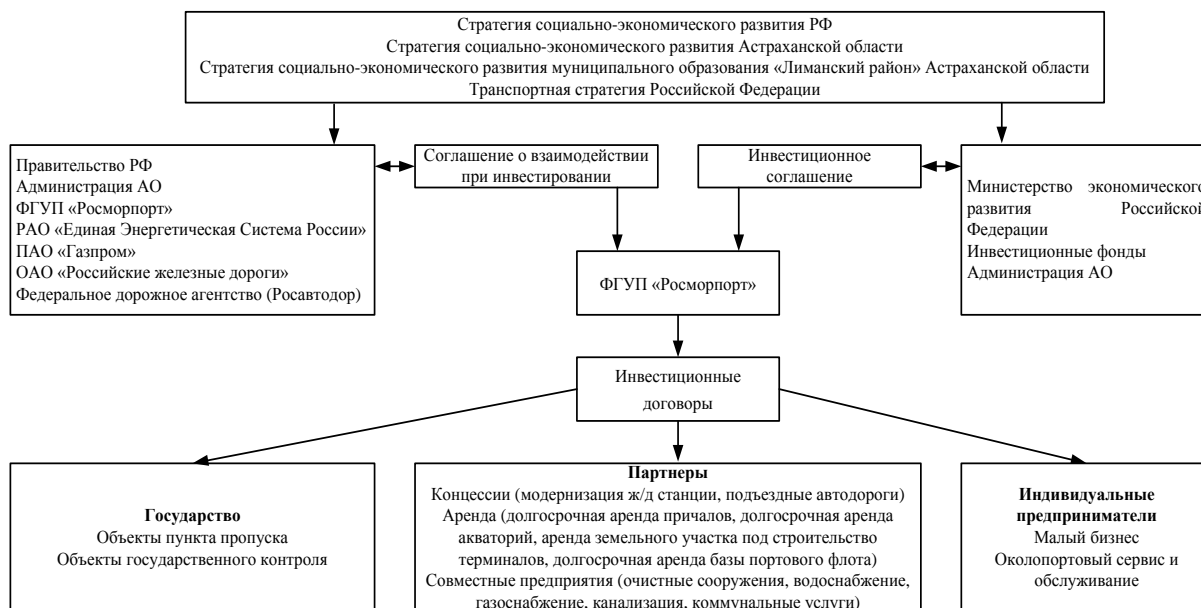 Стратегия социально-экономического развития РФ
Стратегия социально-экономического развития Астраханской области
Стратегия социально-экономического развития муниципального образования «Лиманский район» Астраханской области
Транспортная стратегия Российской Федерации
Правительство РФ
Администрация АО
ФГУП «Росморпорт»
РАО «Единая Энергетическая Система России»
ПАО «Газпром»
ОАО «Российские железные дороги»
Федеральное дорожное агентство (Росавтодор)
Соглашение о взаимодействии
при инвестировании
Инвестиционное
соглашение
Министерство экономического
развития Российской
Федерации
Инвестиционные фонды
Администрация АО
ФГУП «Росморпорт»
Инвестиционные
договоры
Государство
Объекты пункта пропуска
Объекты государственного контроля
Партнеры
Концессии (модернизация ж/д станции, подъездные автодороги)
Аренда (долгосрочная аренда причалов, долгосрочная аренда
акваторий, аренда земельного участка под строительство
терминалов, долгосрочная аренда базы портового флота)
Совместные предприятия (очистные сооружения, водоснабжение,
газоснабжение, канализация, коммунальные услуги)
Индивидуальные
предприниматели
Малый бизнес
Околопортовый сервис и
обслуживание